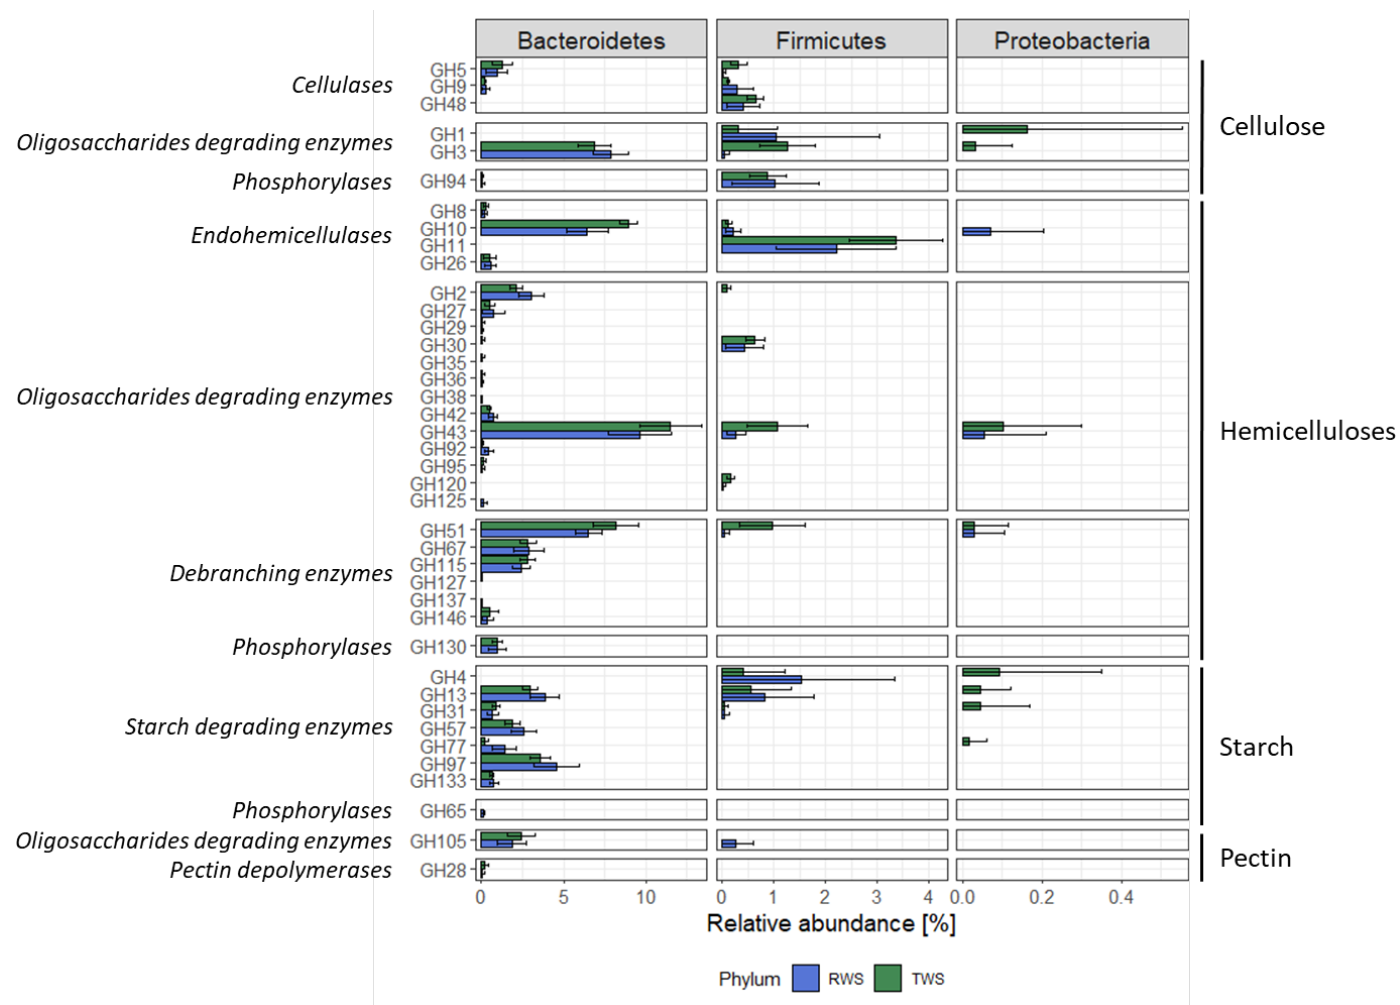 Bacteroidetes Firmicutes Proteobacteria
Cellulases
GH5
GH9
GH48
Cellulose
Oligosaccharides degrading enzymes
GH1
GH3
Phosphorylases
GH94
Endohemicellulases
GH8
GH10
GH11
GH26
Oligosaccharides degrading enzymes
GH2
GH27
GH29
GH30
GH35
GH36
GH38
GH42
GH43
GH92
GH95
GH120
GH125
Hemicelluloses
Debranching enzymes
GH51
GH67
GH115
GH127
GH137
GH146
Phosphorylases
GH130
Starch degrading enzymes
GH4
GH13
GH31
GH57
GH77
GH97
GH133
Starch
Phosphorylases
GH65
Oligosaccharides degrading enzymes
GH105
Pectin
Pectin depolymerases
GH28
0 5 10 0 1 2 3 4 0.0 0.2 0.4
Relative abundance [%]
Phylum RWS TWS